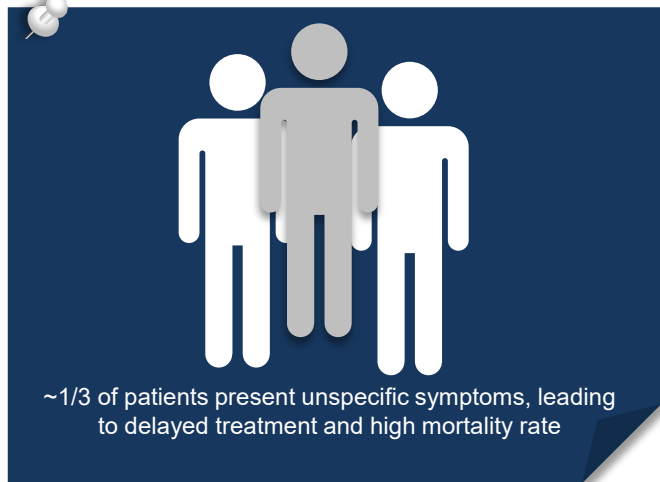 ~1/3 of patients present unspecific symptoms, leading
to delayed treatment and high mortality rate